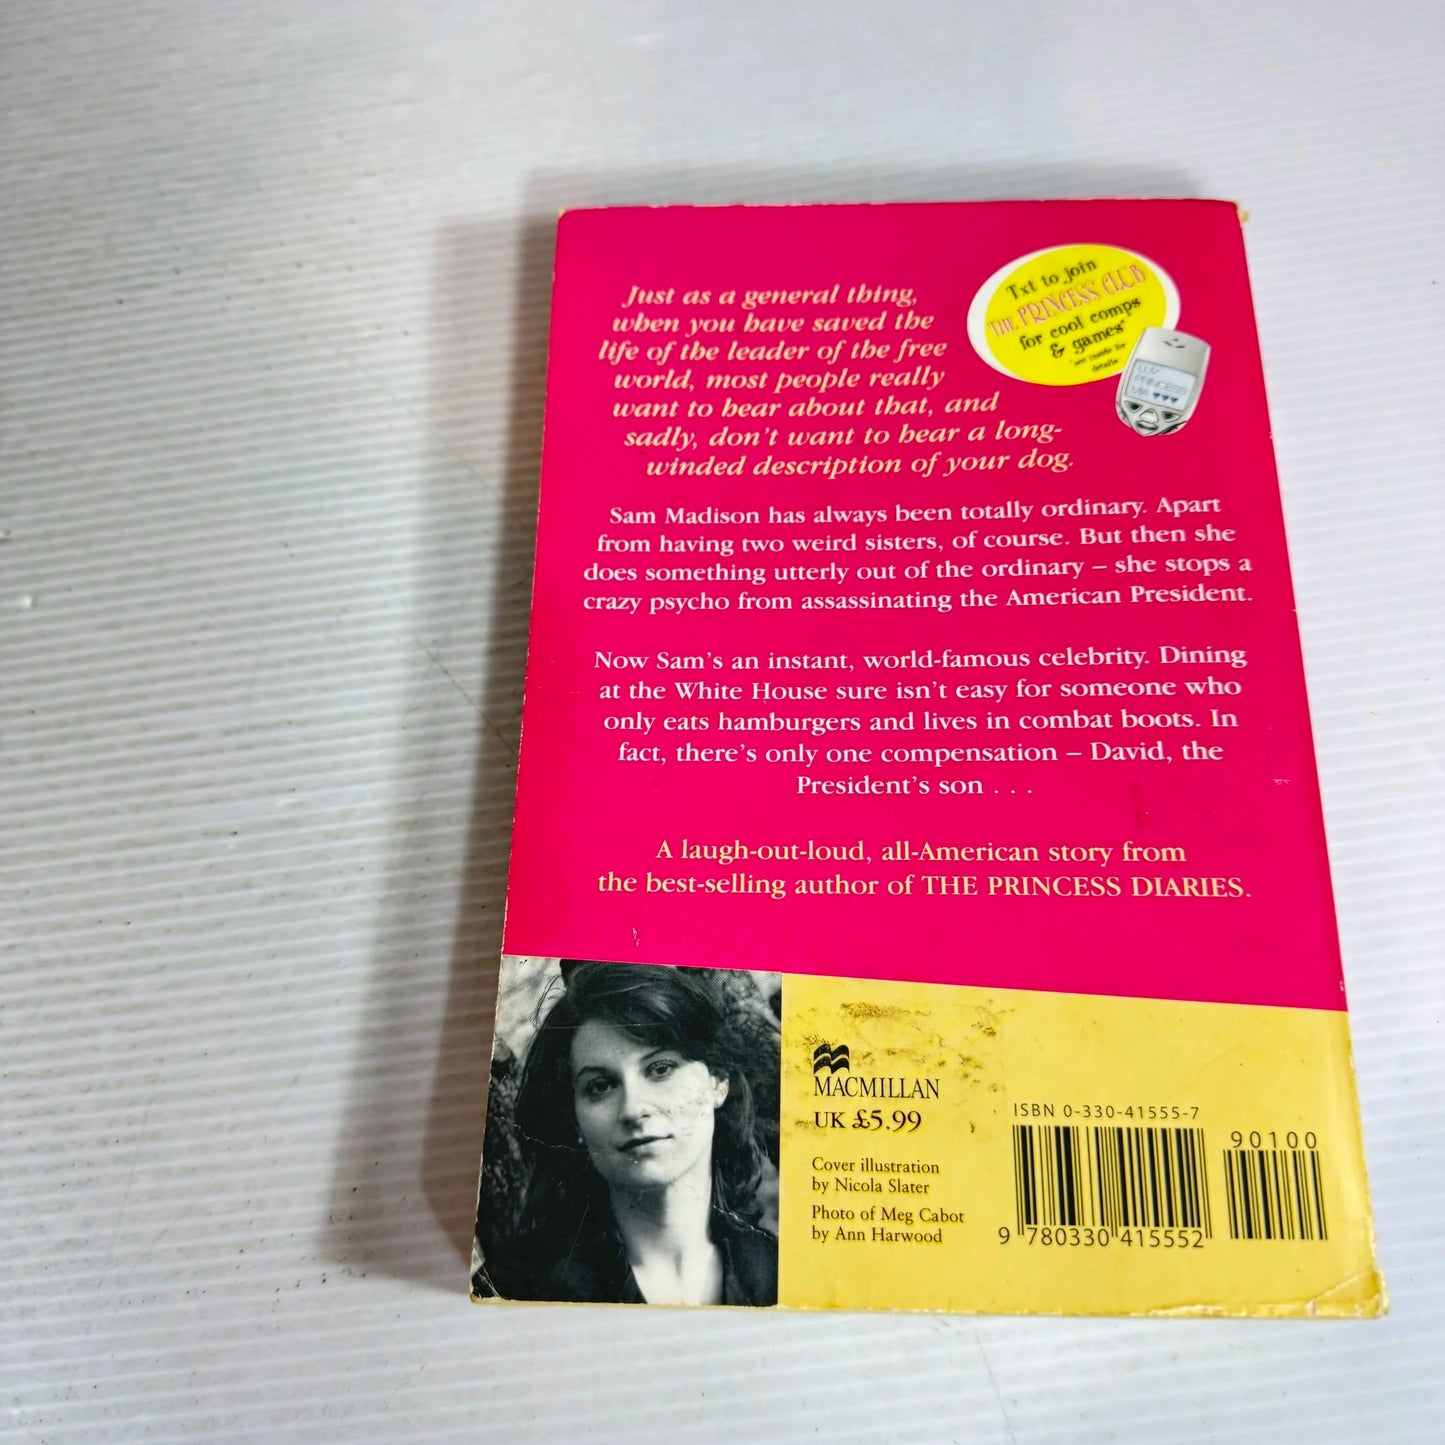 Just as a general thing,
when you have saved the
life of the leader of the free
world, most people really
want to hear about that, and
sadly, don't want to hear a long-
winded description of your dog.
Txt to join
THE PRINCESS CLUB
for cool comps
& games*
*see inside for
details
LUV
PRINCESS
MIA ♥♥♥
Sam Madison has always been totally ordinary. Apart
from having two weird sisters, of course. But then she
does something utterly out of the ordinary – she stops a
crazy psycho from assassinating the American President.
Now Sam's an instant, world-famous celebrity. Dining
at the White House sure isn't easy for someone who
only eats hamburgers and lives in combat boots. In
fact, there's only one compensation – David, the
President's son . . .
A laugh-out-loud, all-American story from
the best-selling author of THE PRINCESS DIARIES.
MACMILLAN
UK £5.99
Cover illustration
by Nicola Slater
Photo of Meg Cabot
by Ann Harwood
ISBN 0-330-41555-7
90100
9 780330 415552